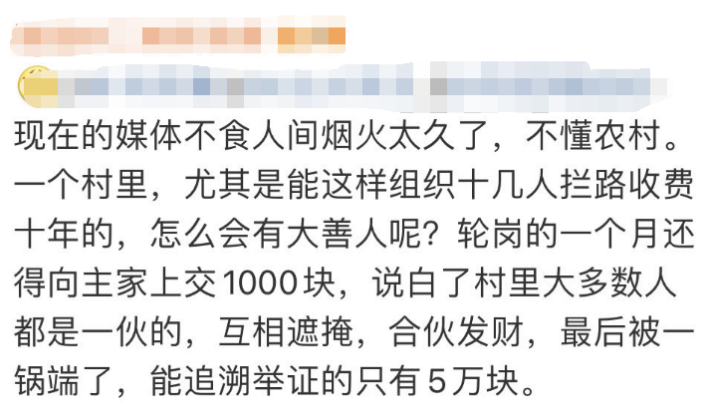 现在的媒体不食人间烟火太久了，不懂农村。
一个村里，尤其是能这样组织十几人拦路收费
十年的，怎么会有大善人呢？轮岗的一个月还
得向主家上交1000块，说白了村里大多数人
都是一伙的，互相遮掩，合伙发财，最后被一
锅端了，能追溯举证的只有5万块。